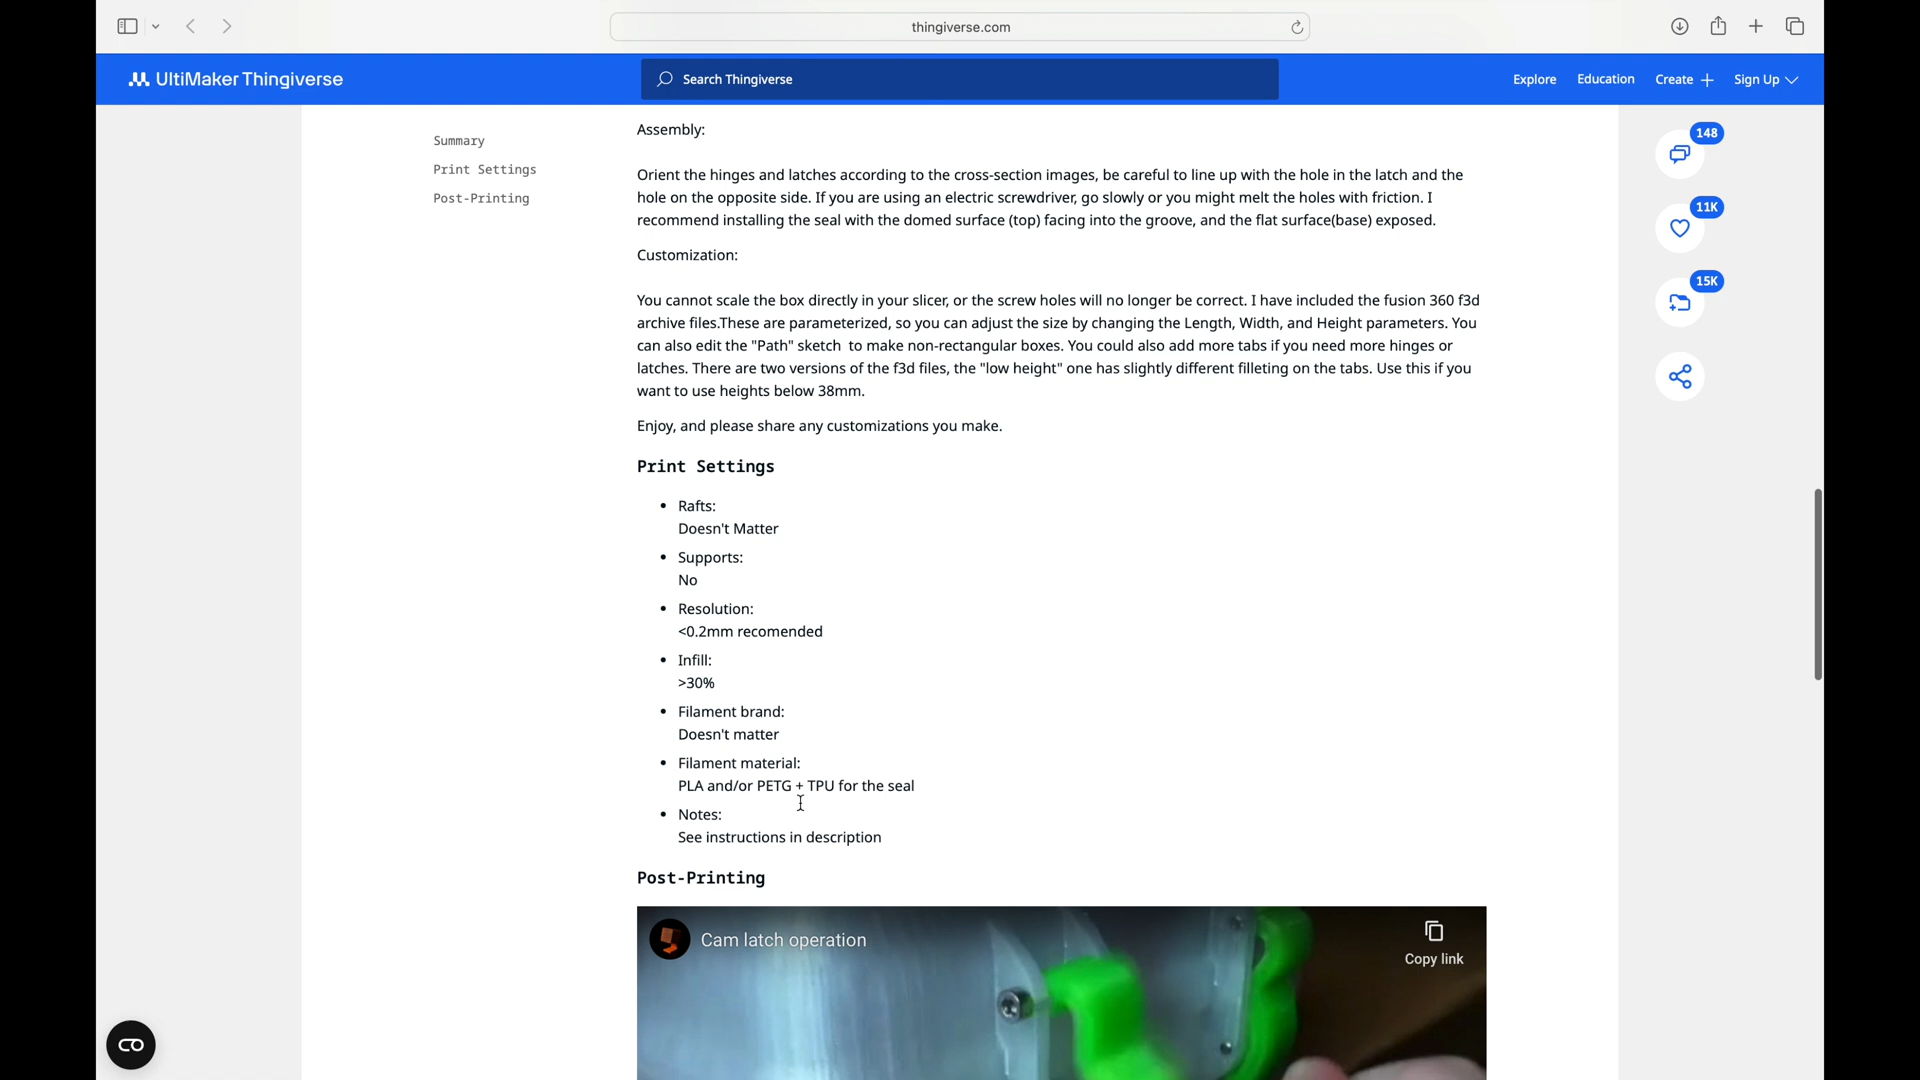 thingiverse.com
UltiMaker Thingiverse
Search Thingiverse
Explore
Education
Create
Sign Up
Summary
Print Settings
Post-Printing
148
11K
15K
Assembly:
Orient the hinges and latches according to the cross-section images, be careful to line up with the hole in the latch and the
hole on the opposite side. If you are using an electric screwdriver, go slowly or you might melt the holes with friction. I
recommend installing the seal with the domed surface (top) facing into the groove, and the flat surface(base) exposed.
Customization:
You cannot scale the box directly in your slicer, or the screw holes will no longer be correct. I have included the fusion 360 f3d
archive files.These are parameterized, so you can adjust the size by changing the Length, Width, and Height parameters. You
can also edit the "Path" sketch to make non-rectangular boxes. You could also add more tabs if you need more hinges or
latches. There are two versions of the f3d files, the "low height" one has slightly different filleting on the tabs. Use this if you
want to use heights below 38mm.
Enjoy, and please share any customizations you make.
Print Settings
• Rafts:
Doesn't Matter
• Supports:
No
• Resolution:
<0.2mm recomended
• Infill:
>30%
• Filament brand:
Doesn't matter
• Filament material:
PLA and/or PETG + TPU for the seal
• Notes:
See instructions in description
Post-Printing
Cam latch operation
Copy link